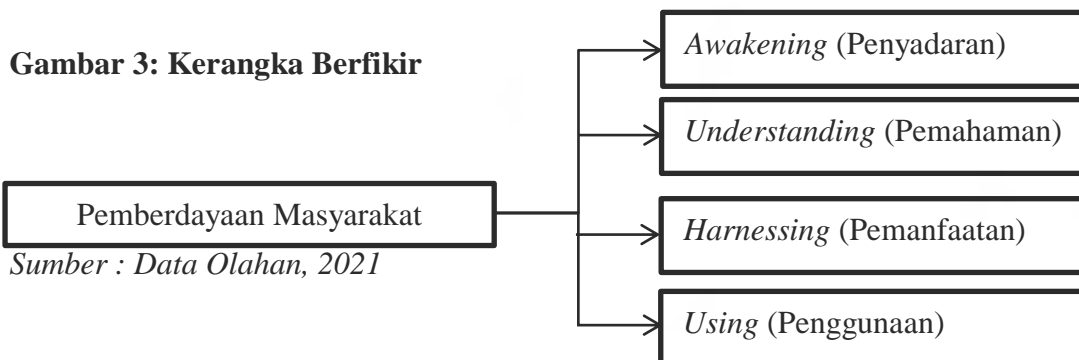 Gambar 3: Kerangka Berfikir
Pemberdayaan Masyarakat
Sumber : Data Olahan, 2021
Awakening (Penyadaran)
Understanding (Pemahaman)
Harnessing (Pemanfaatan)
Using (Penggunaan)